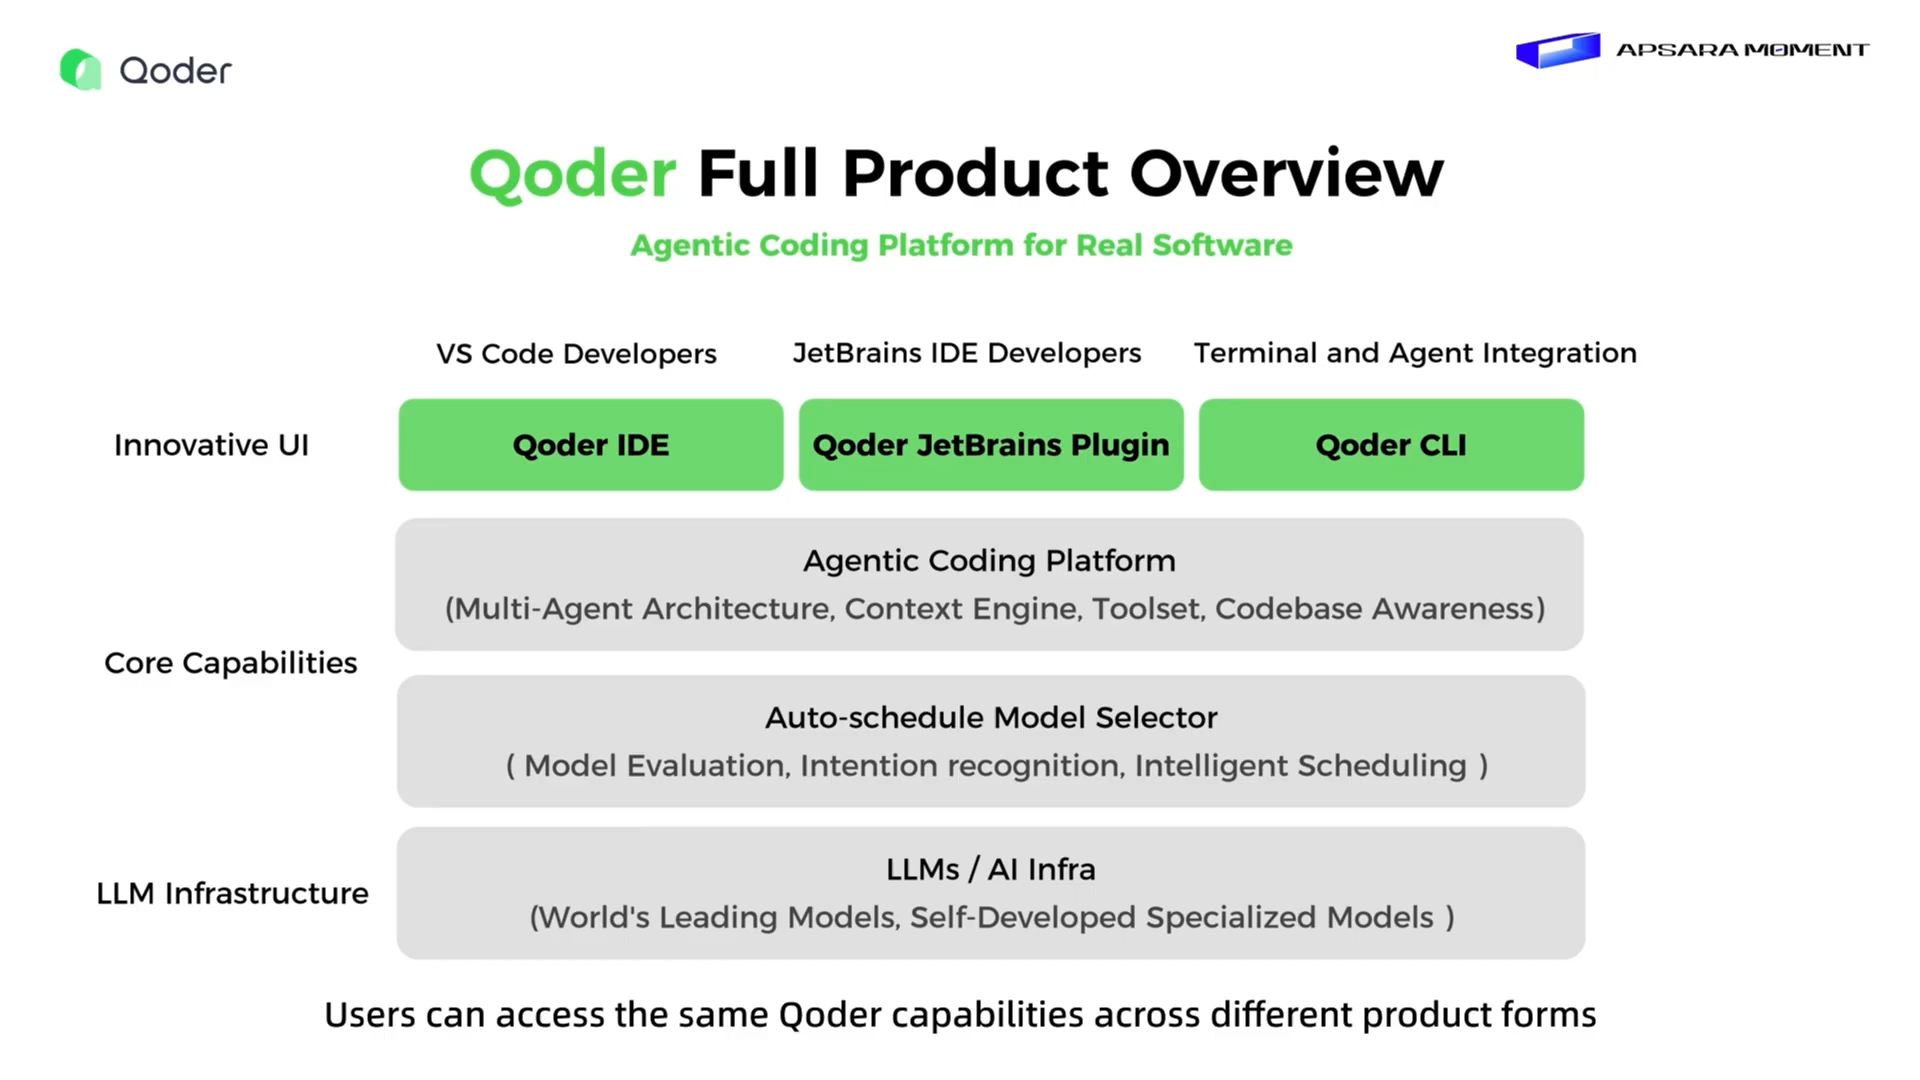 Qoder
APSARA MOMENT
Qoder Full Product Overview
Agentic Coding Platform for Real Software
VS Code Developers
JetBrains IDE Developers
Terminal and Agent Integration
Innovative UI
Qoder IDE
Qoder JetBrains Plugin
Qoder CLI
Core Capabilities
Agentic Coding Platform
(Multi-Agent Architecture, Context Engine, Toolset, Codebase Awareness)
Auto-schedule Model Selector
( Model Evaluation, Intention recognition, Intelligent Scheduling )
LLM Infrastructure
LLMs / AI Infra
(World's Leading Models, Self-Developed Specialized Models )
Users can access the same Qoder capabilities across different product forms